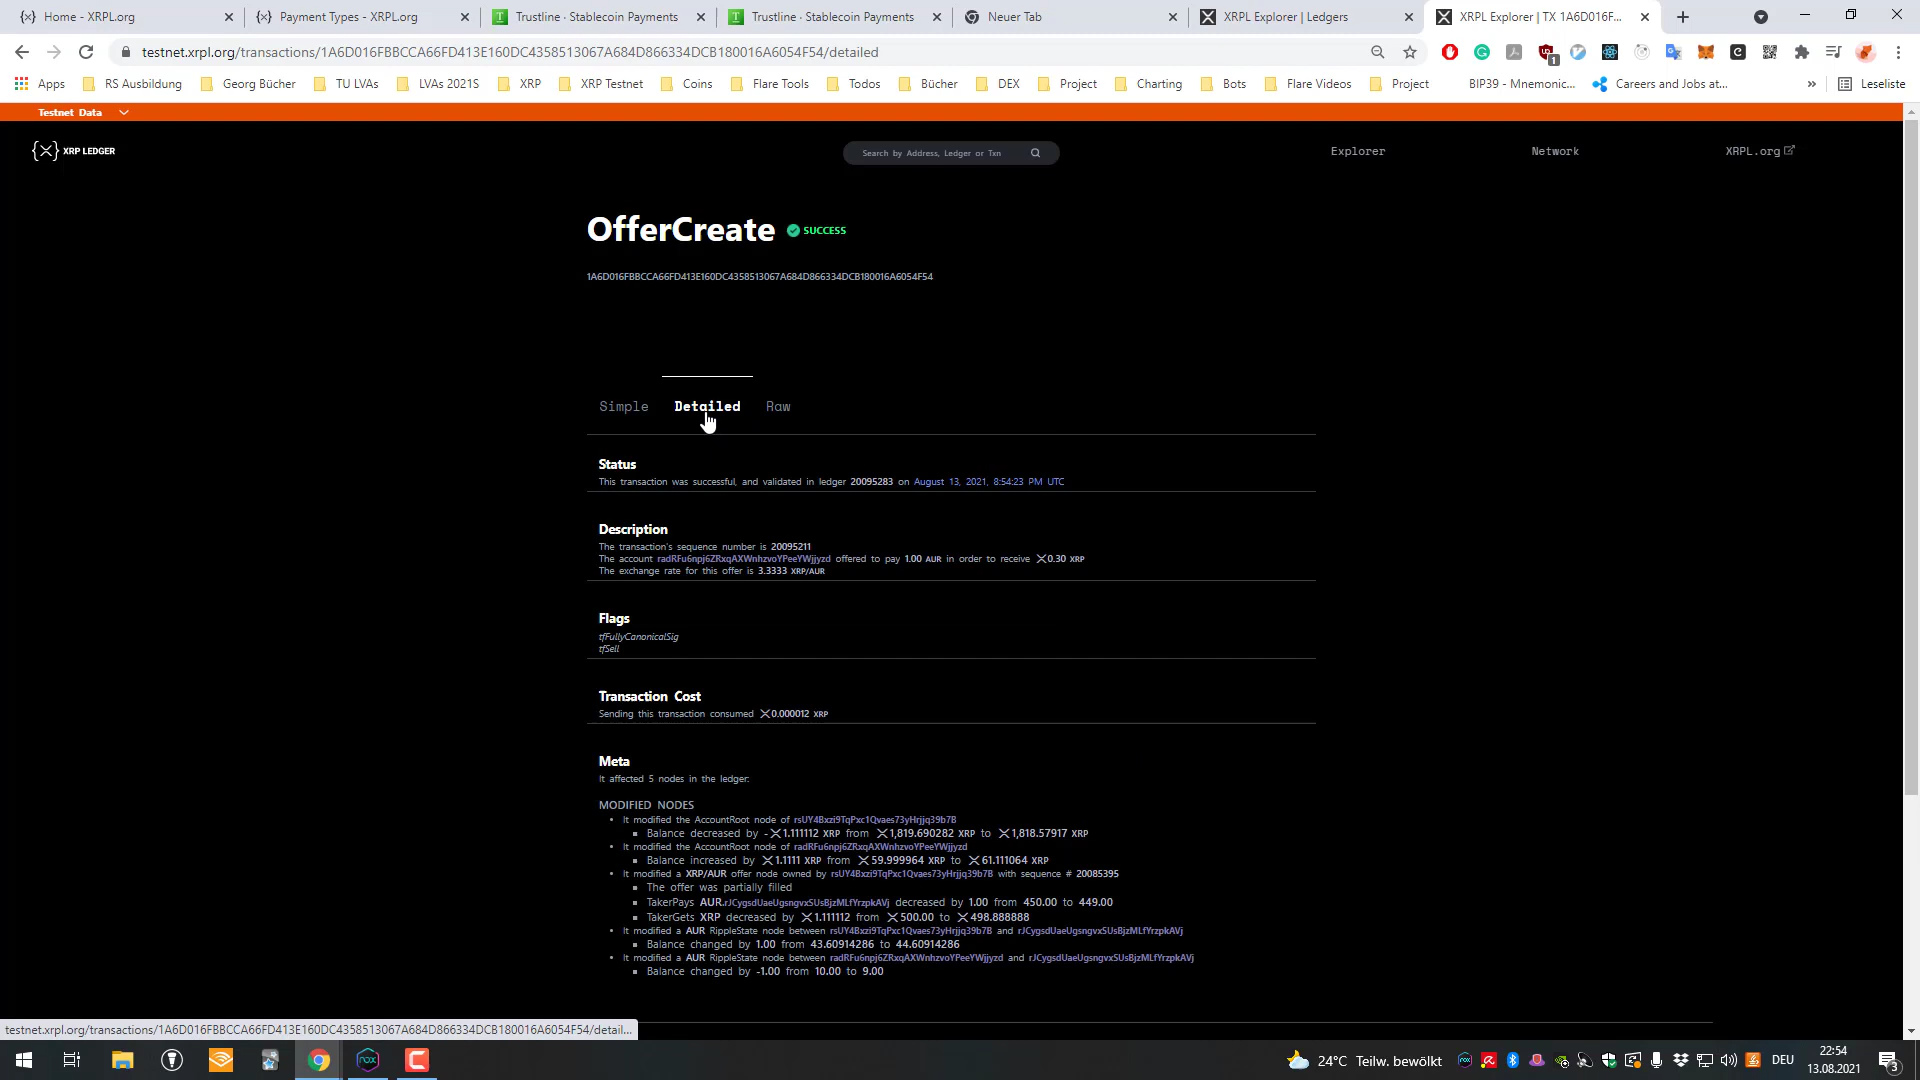 Home - XRPL.org
Payment Types - XRPL.org
Trustline · Stablecoin Payments
Trustline · Stablecoin Payments
Neuer Tab
XRPL Explorer | Ledgers
XRPL Explorer | TX 1A6D016F...
testnet.xrpl.org/transactions/1A6D016FBBCCA66FD413E160DC4358513067A684D866334DCB180016A6054F54/detailed
Apps
RS Ausbildung
Georg Bücher
TU LVAs
LVAs 2021S
XRP
XRP Testnet
Coins
Flare Tools
Todos
Bücher
DEX
Project
Charting
Bots
Flare Videos
Project
BIP39 - Mnemonic...
Careers and Jobs at...
»
Leseliste
Testnet Data
XRP LEDGER
Search by Address, Ledger or Txn
Explorer
Network
XRPL.org
OfferCreate
SUCCESS
1A6D016FBBCCA66FD413E160DC4358513067A684D866334DCB180016A6054F54
Simple
Detailed
Raw
Status
This transaction was successful, and validated in ledger 20095283 on August 13, 2021, 8:54:23 PM UTC
Description
The transaction's sequence number is 20095211
The account radRFu6npj6ZRxqAXWnhzvoYPeeYWjjyzd offered to pay 1.00 AUR in order to receive 0.30 XRP
The exchange rate for this offer is 3.3333 XRP/AUR
Flags
tfFullyCanonicalSig
tfSell
Transaction Cost
Sending this transaction consumed 0.000012 XRP
Meta
It affected 5 nodes in the ledger:
MODIFIED NODES
It modified the AccountRoot node of rsUY4Bxzi9TqPxc1Qvaes73yHrjjq39b7B
Balance decreased by -1.111112 XRP from 1,819.690282 XRP to 1,818.57917 XRP
It modified the AccountRoot node of radRFu6npj6ZRxqAXWnhzvoYPeeYWjjyzd
Balance increased by 1.1111 XRP from 59.999964 XRP to 61.111064 XRP
It modified a XRP/AUR offer node owned by rsUY4Bxzi9TqPxc1Qvaes73yHrjjq39b7B with sequence # 20085395
The offer was partially filled
TakerPays AUR.rJCygsdUaeUgsngvxSUsBjzMLfYrzpkAVj decreased by 1.00 from 450.00 to 449.00
TakerGets XRP decreased by 1.111112 from 500.00 to 498.888888
It modified a AUR RippleState node between rsUY4Bxzi9TqPxc1Qvaes73yHrjjq39b7B and rJCygsdUaeUgsngvxSUsBjzMLfYrzpkAVj
Balance changed by 1.00 from 43.60914286 to 44.60914286
It modified a AUR RippleState node between radRFu6npj6ZRxqAXWnhzvoYPeeYWjjyzd and rJCygsdUaeUgsngvxSUsBjzMLfYrzpkAVj
Balance changed by -1.00 from 10.00 to 9.00
testnet.xrpl.org/transactions/1A6D016FBBCCA66FD413E160DC4358513067A684D866334DCB180016A6054F54/detail...
24°C Teilw. bewölkt
DEU
22:54
13.08.2021
3